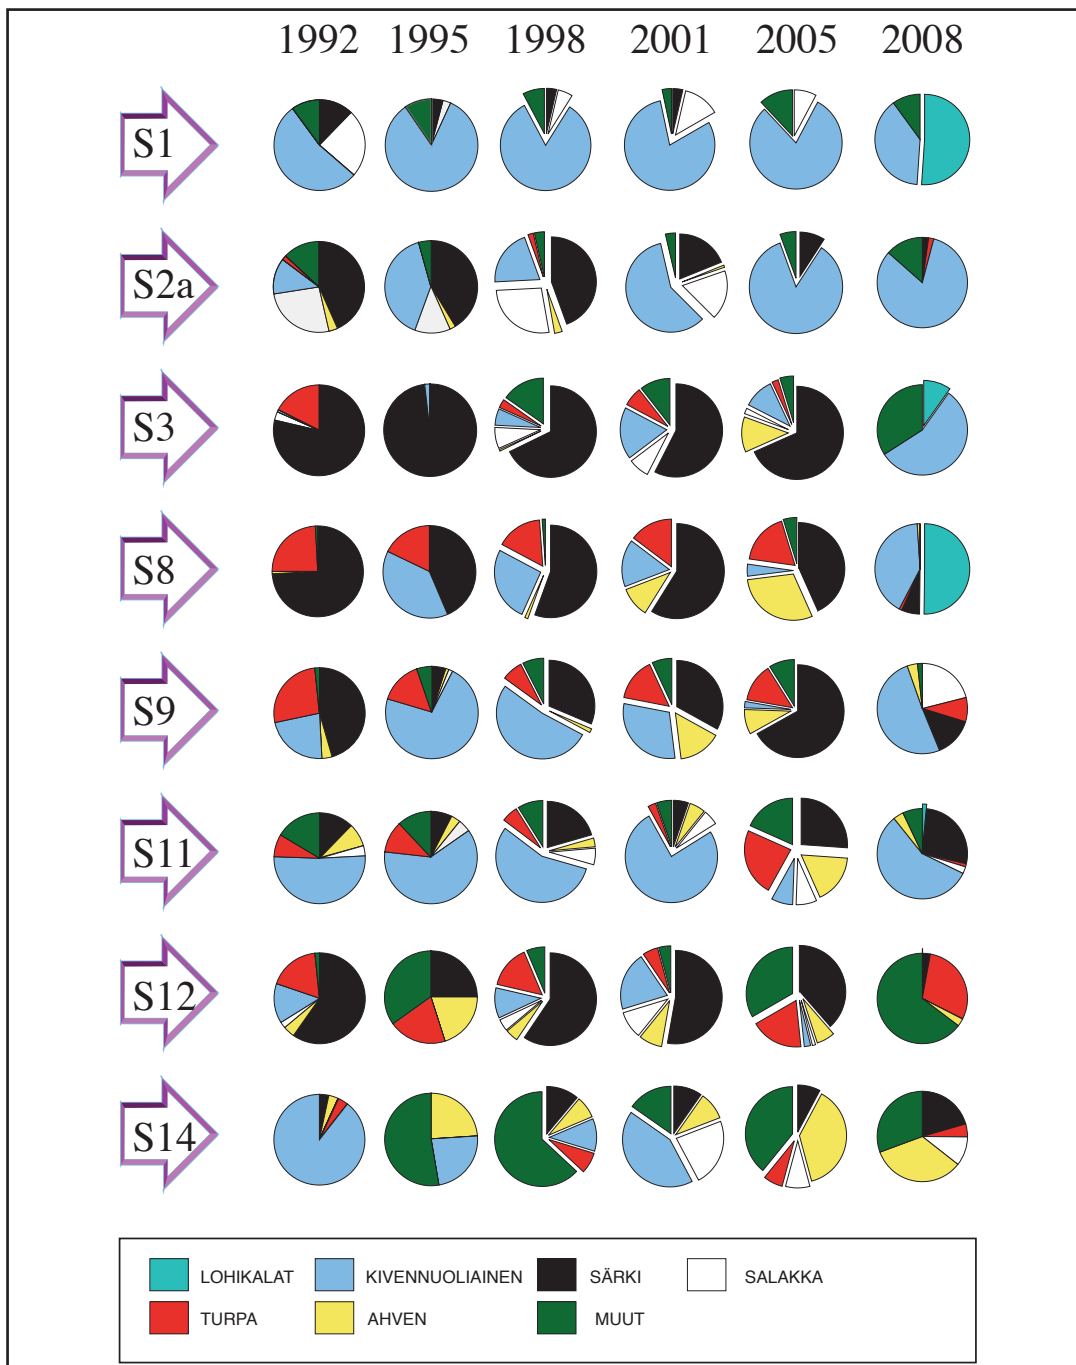 1992 1995 1998 2001 2005 2008
S1
S2a
S3
S8
S9
S11
S12
S14
LOHIKALAT KIVENNUOLIAINEN SÄRKI SALAKKA
TURPA AHVEN MUUT